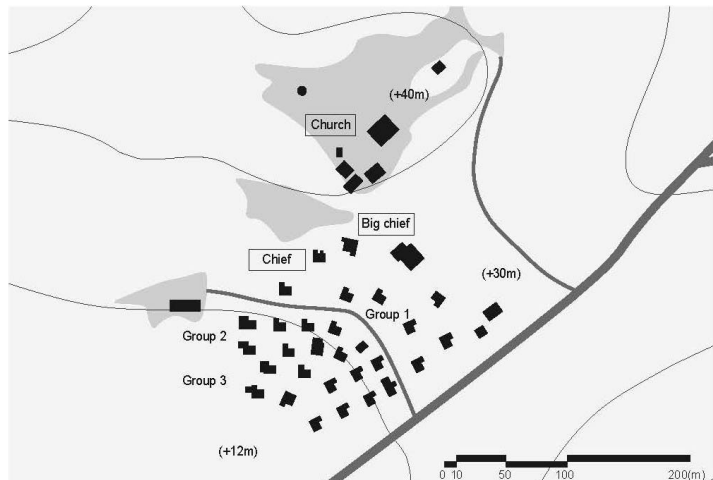 (+40m)
Church
Big chief
Chief
(+30m)
Group 1
Group 2
Group 3
(+12m)
0 10 50 100 200(m)